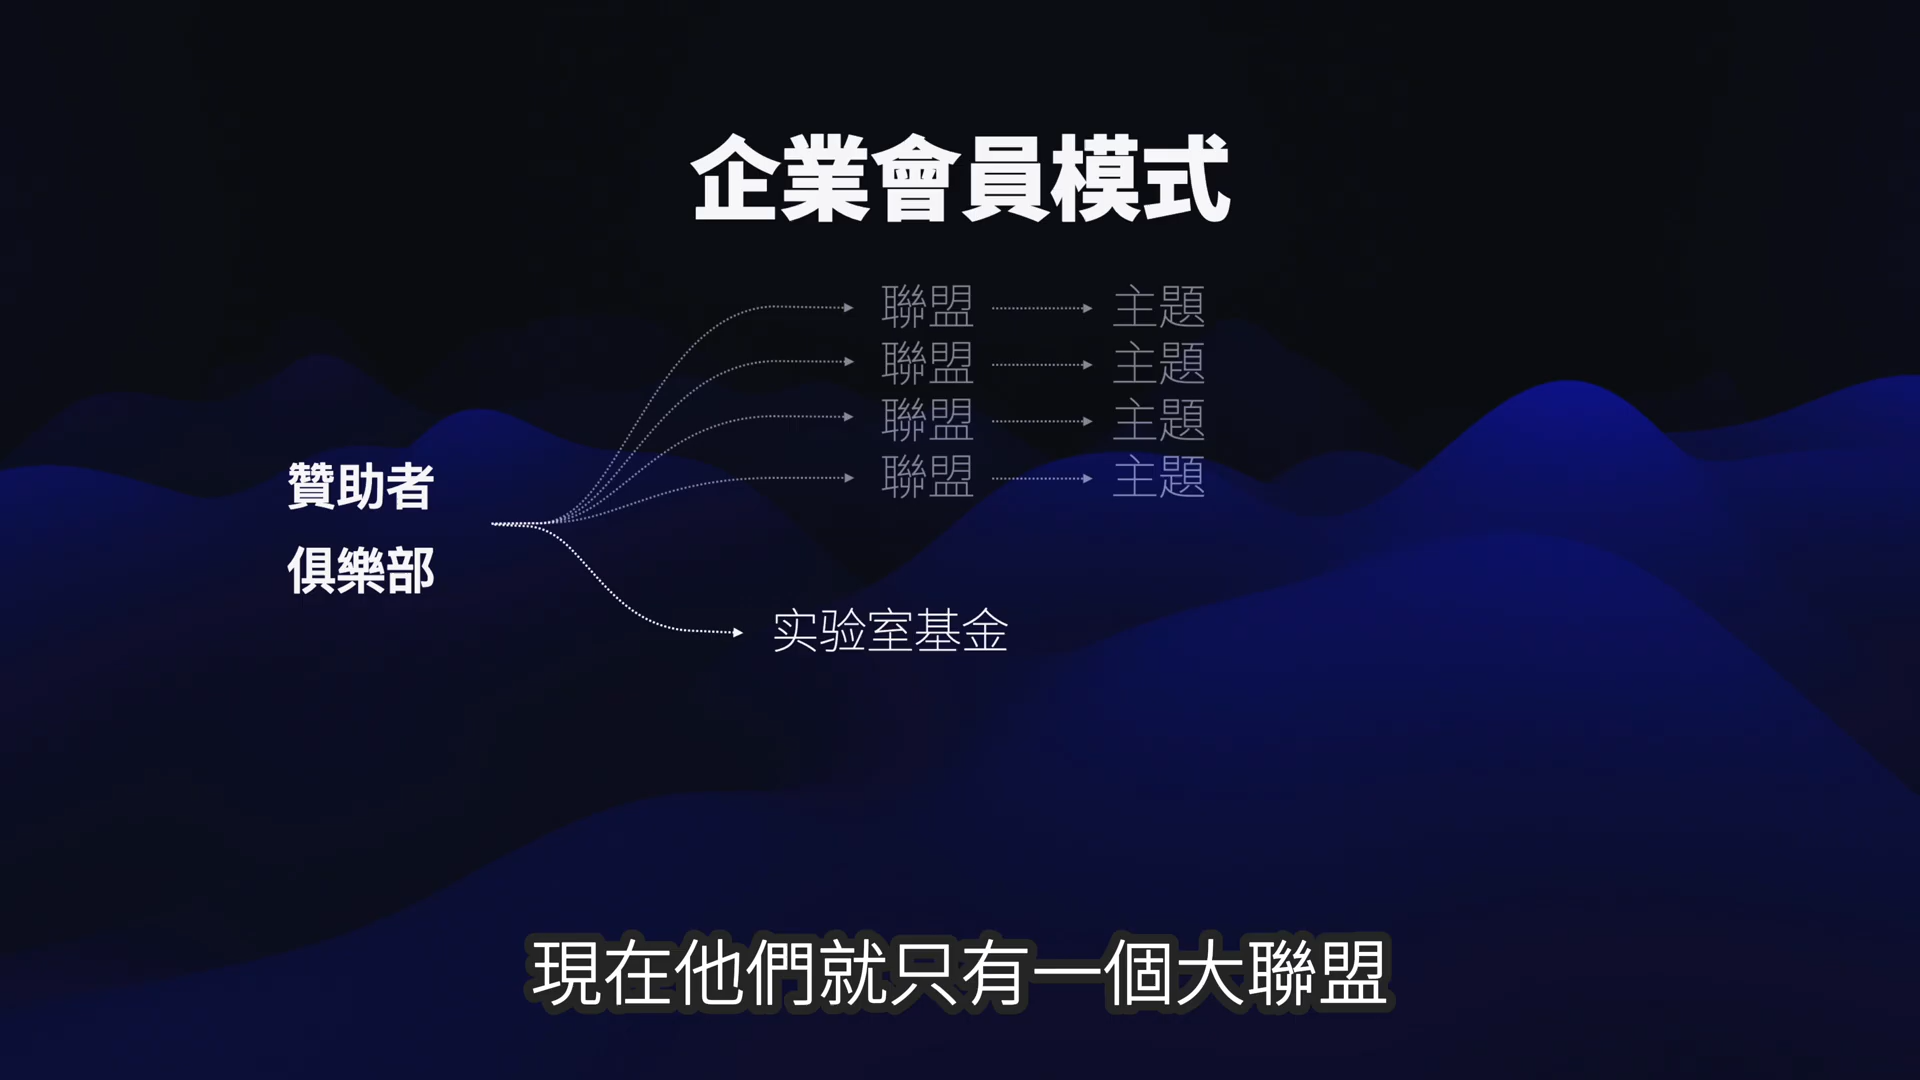 企業會員模式
聯盟 主題
聯盟 主題
聯盟 主題
聯盟 主題
贊助者
俱樂部
实验室基金
現在他們就只有一個大聯盟